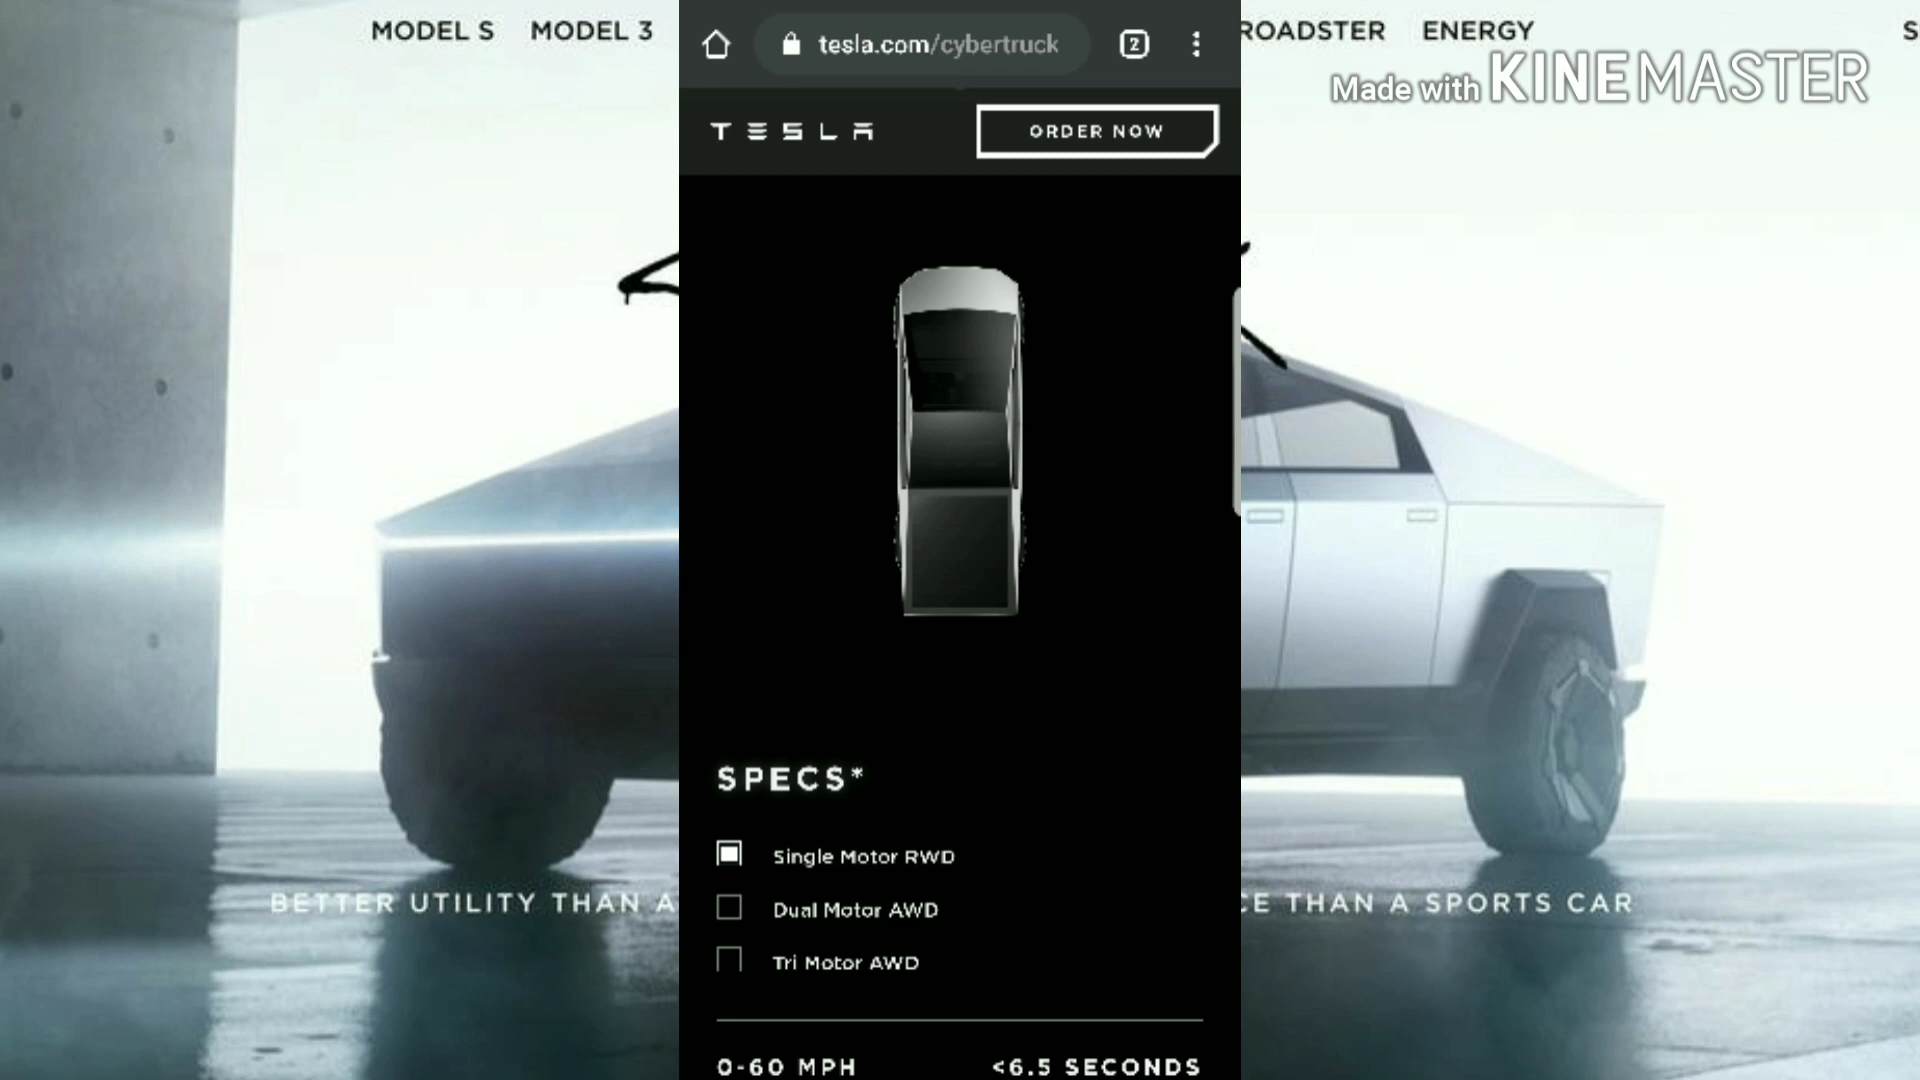 MODEL S MODEL 3
ROADSTER ENERGY
S
Made with KINEMASTER
tesla.com/cybertruck
2
TESLA
ORDER NOW
SPECS*
Single Motor RWD
Dual Motor AWD
Tri Motor AWD
BETTER UTILITY THAN A
CE THAN A SPORTS CAR
0-60 MPH <6.5 SECONDS